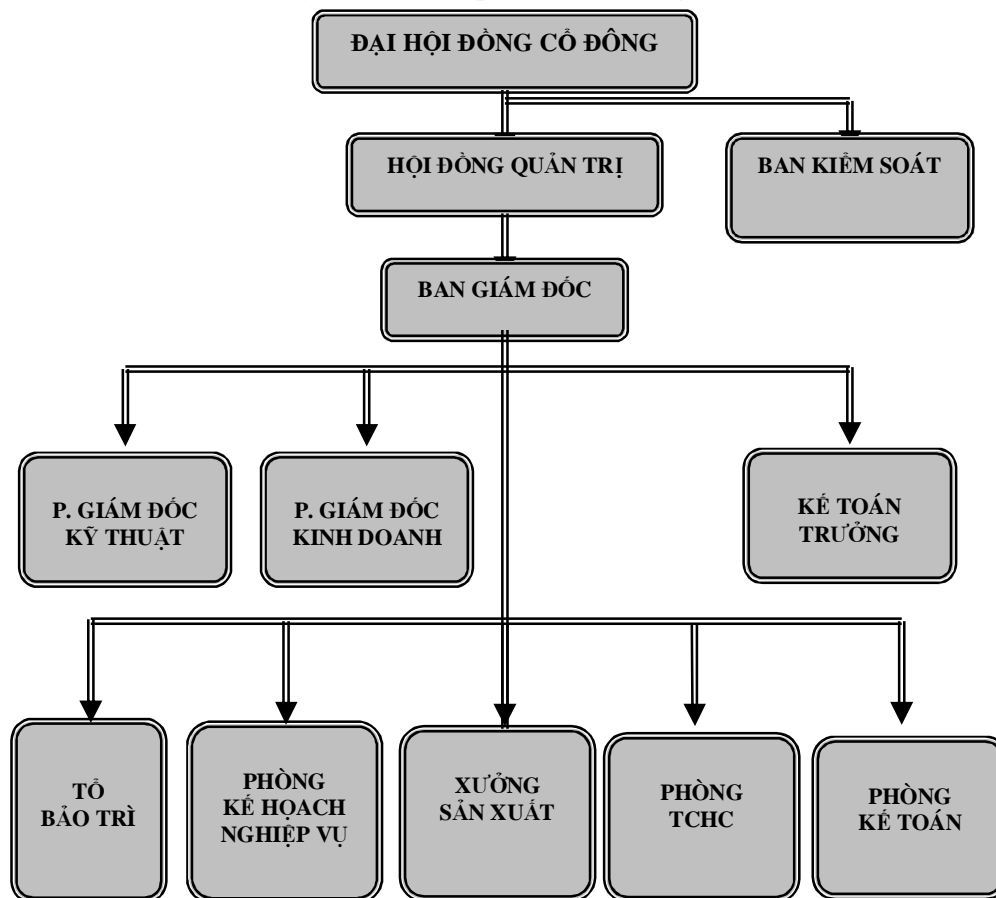 ĐẠI HỘI ĐỒNG CỔ ĐÔNG
HỘI ĐỒNG QUẢN TRỊ
BAN KIỂM SOÁT
BAN GIÁM ĐỐC
P. GIÁM ĐỐC
KỸ THUẬT
P. GIÁM ĐỐC
KINH DOANH
KẾ TOÁN
TRƯỞNG
TỔ
BẢO TRÌ
PHÒNG
KẾ HỌACH
NGHIỆP VỤ
XƯỞNG
SẢN XUẤT
PHÒNG
TCHC
PHÒNG
KẾ TOÁN